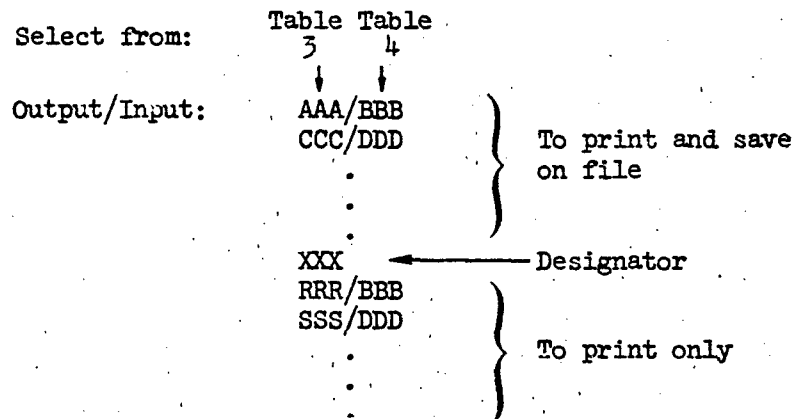 Select from: Table Table
3 4
Output/Input: AAA/BBB
CCC/DDD
To print and save
on file
XXX Designator
RRR/BBB
SSS/DDD
To print only